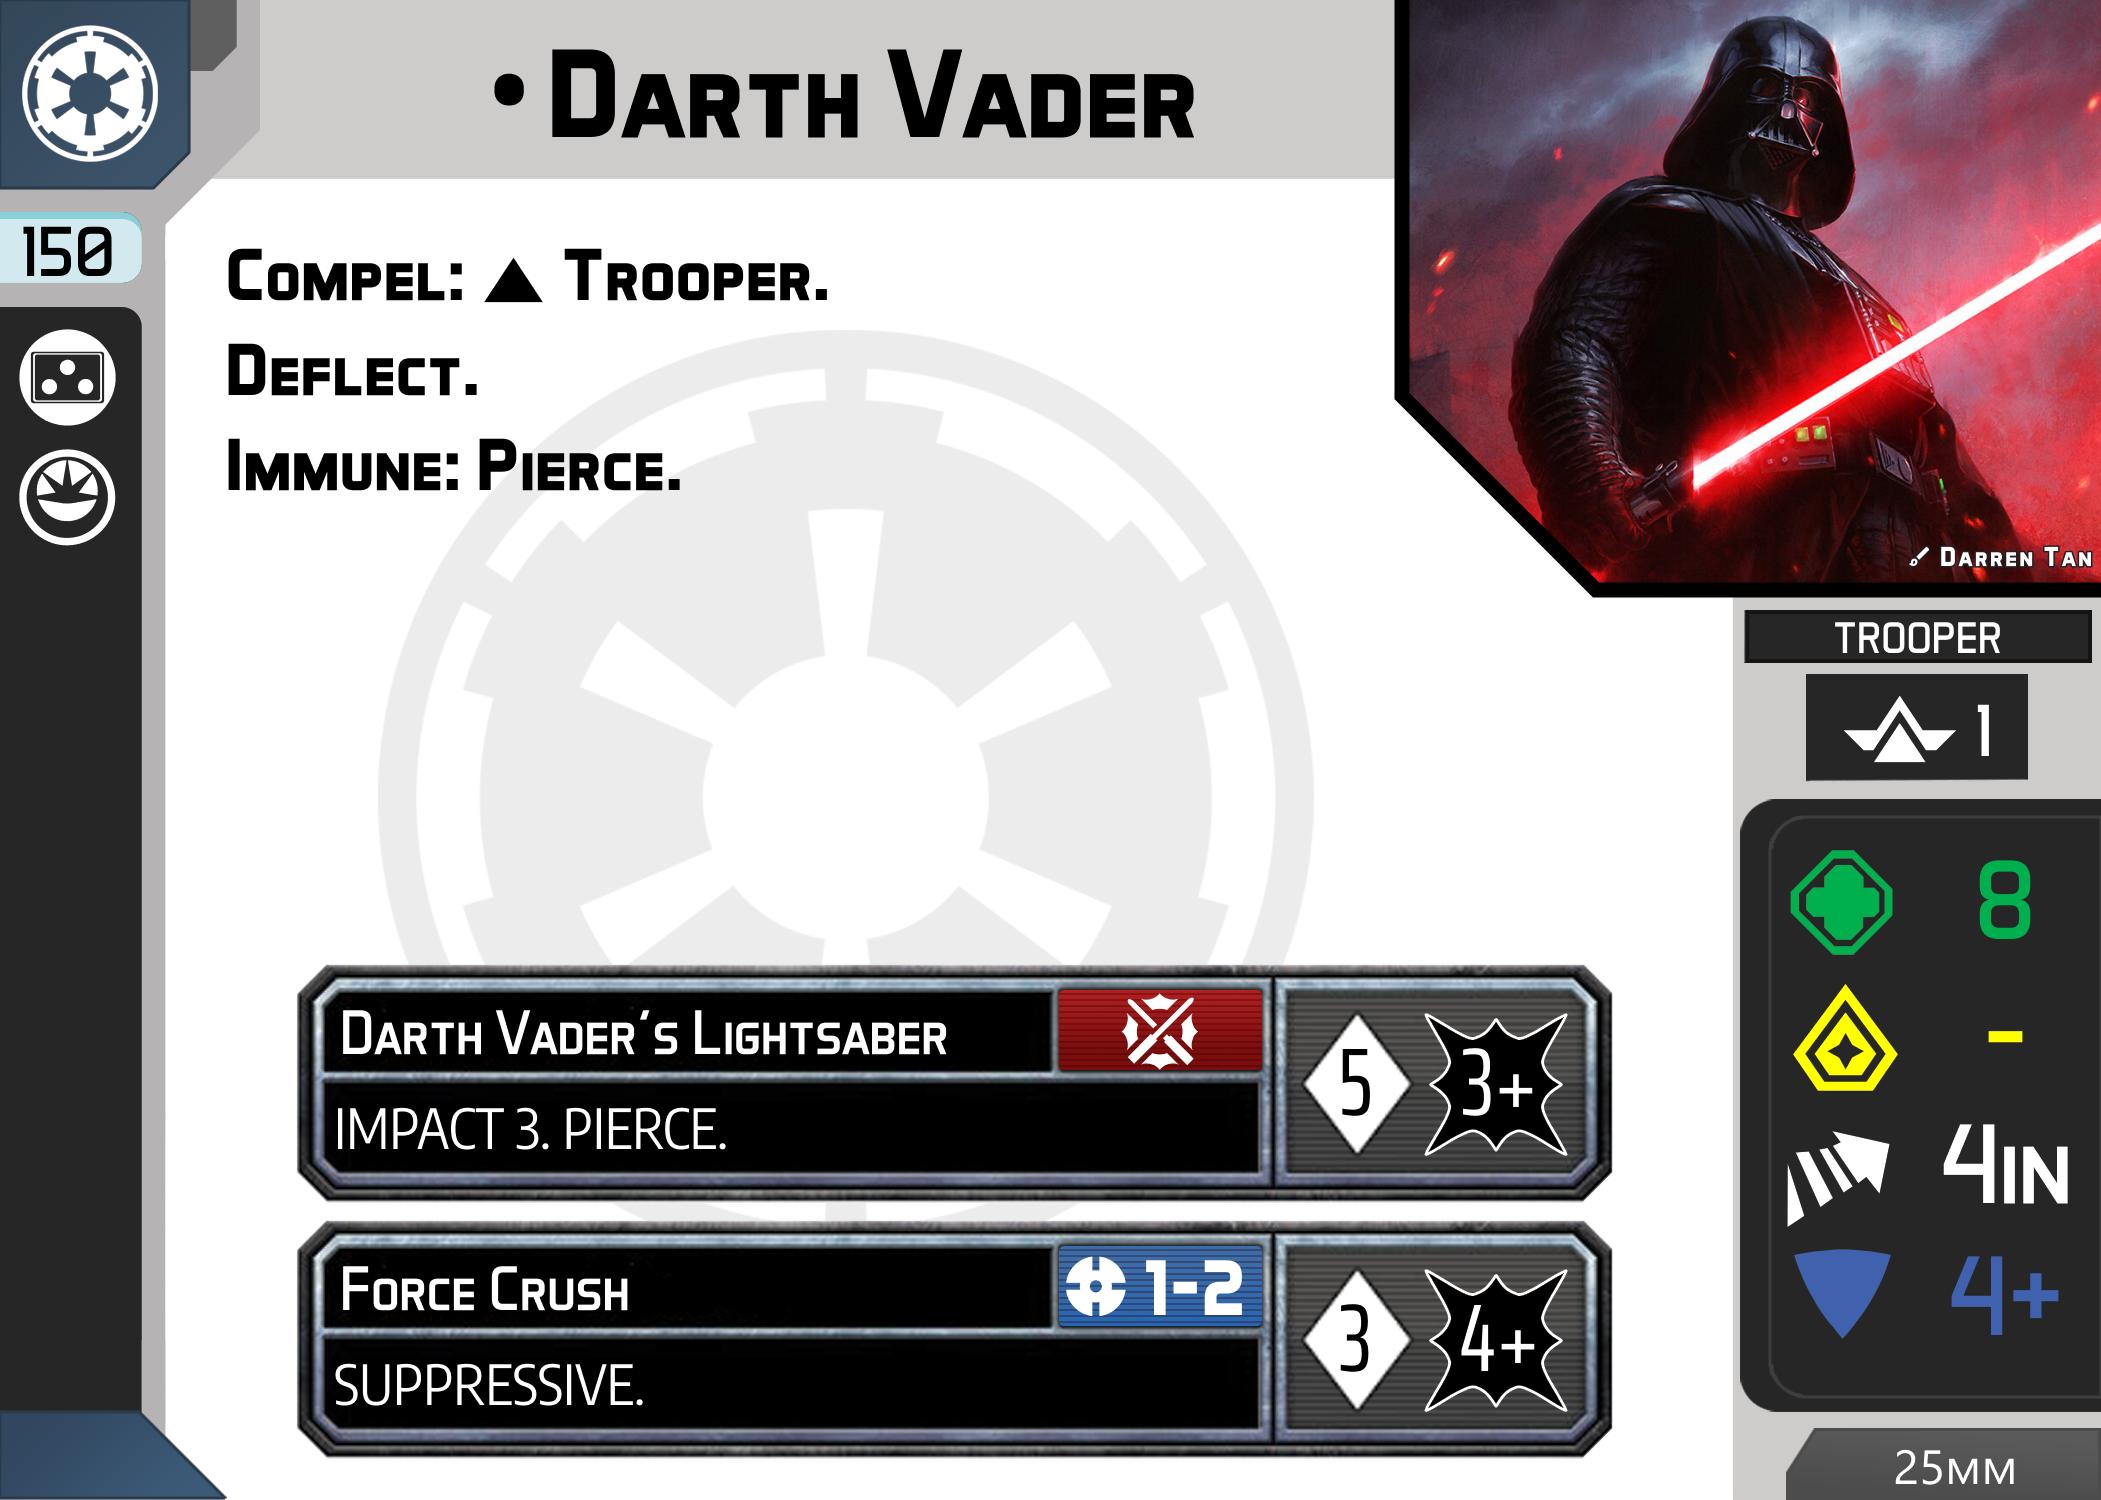 • DARTH VADER
150
COMPEL: ▲ TROOPER.
DEFLECT.
IMMUNE: PIERCE.
DARREN TAN
TROOPER
1
8
-
4IN
4+
DARTH VADER'S LIGHTSABER
5 3+
IMPACT 3. PIERCE.
FORCE CRUSH 1-2
3 4+
SUPPRESSIVE.
25MM